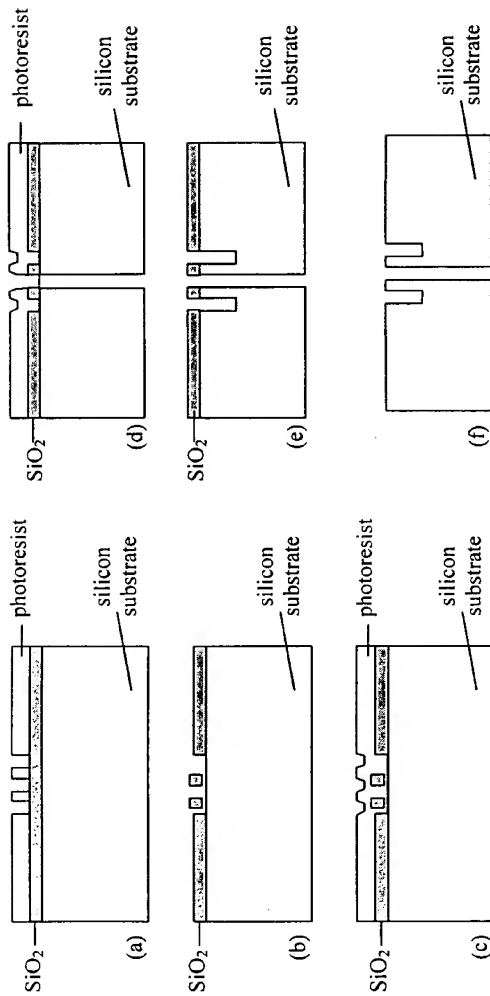 photoresist
SiO2
silicon
substrate
(a)
silicon
substrate
(b)
photoresist
SiO2
silicon
substrate
(c)
photoresist
SiO2
silicon
substrate
(d)
SiO2
silicon
substrate
(e)
silicon
substrate
(f)